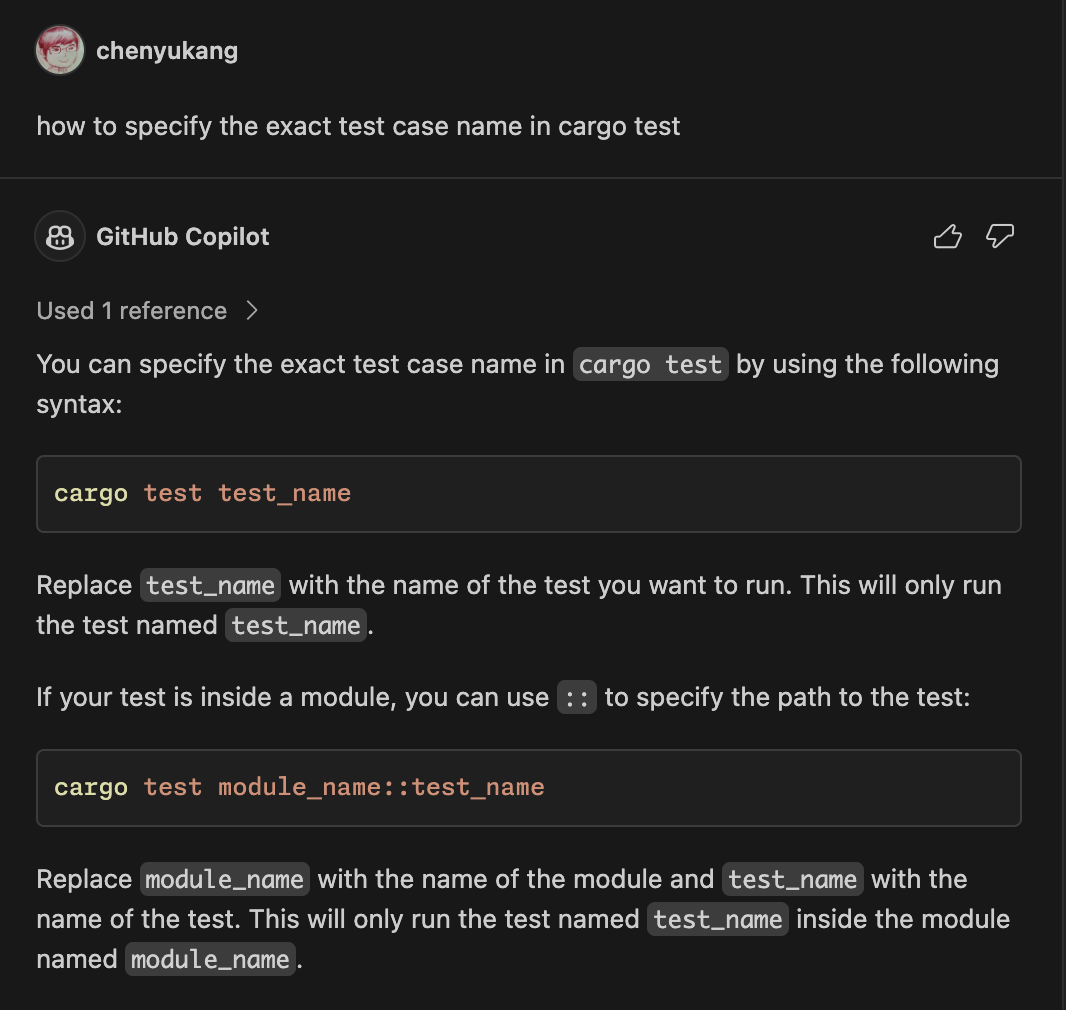 chenyukang
how to specify the exact test case name in cargo test
GitHub Copilot
Used 1 reference
You can specify the exact test case name in cargo test by using the following
syntax:
cargo test test_name
Replace test_name with the name of the test you want to run. This will only run
the test named test_name.
If your test is inside a module, you can use :: to specify the path to the test:
cargo test module_name::test_name
Replace module_name with the name of the module and test_name with the
name of the test. This will only run the test named test_name inside the module
named module_name.